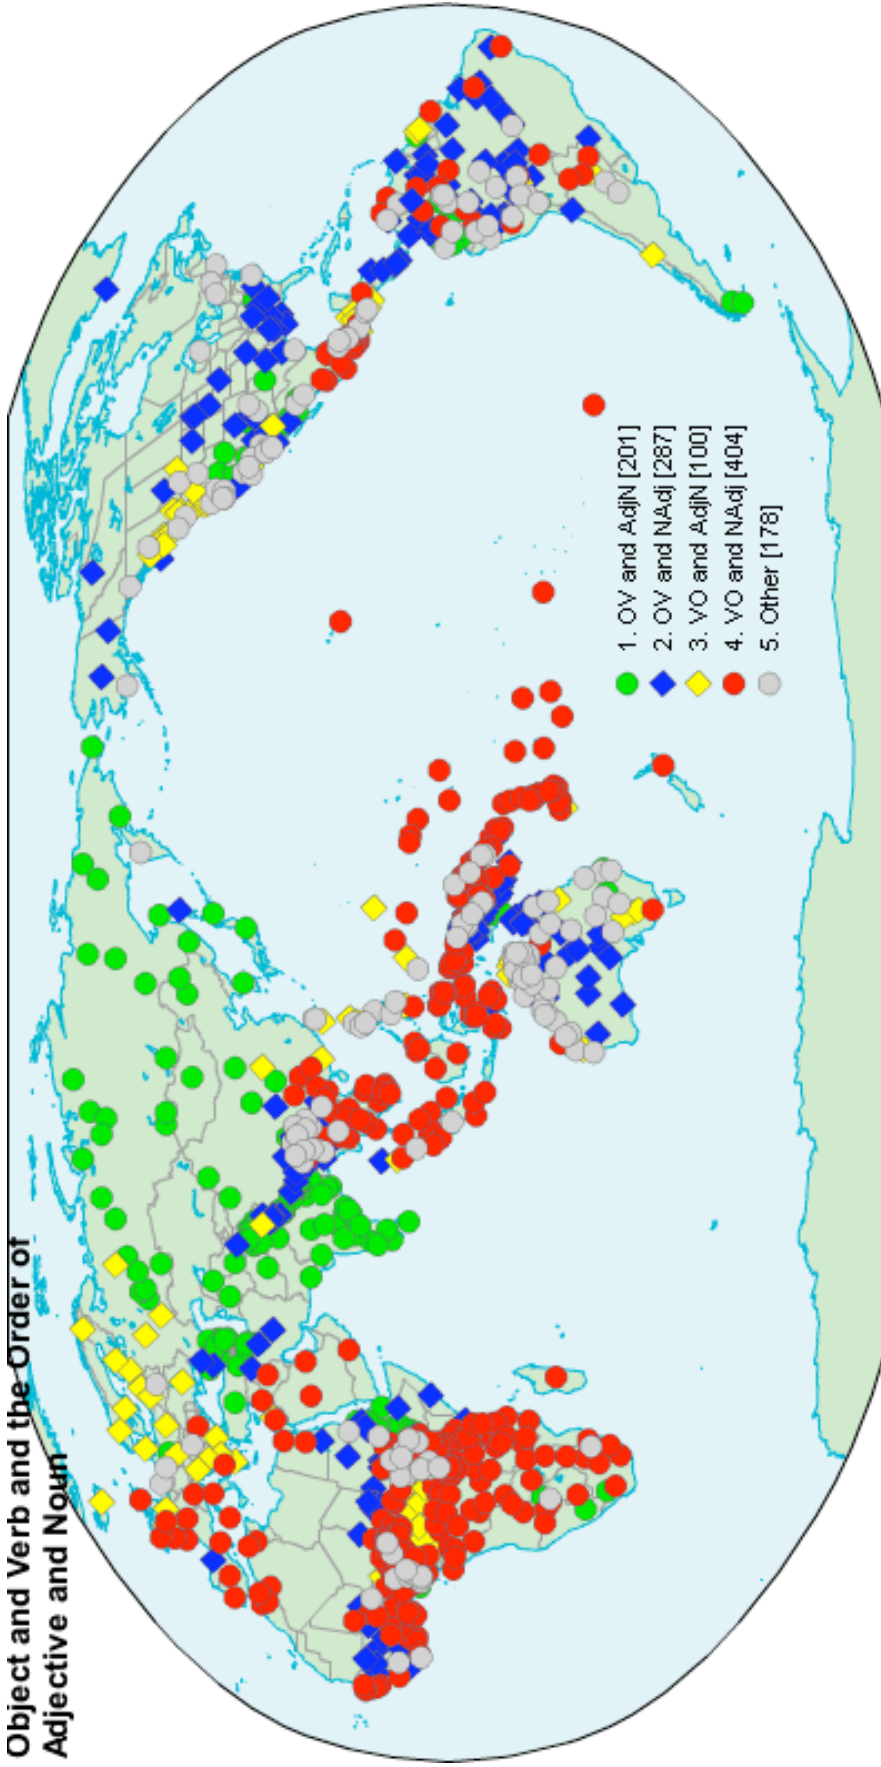 Object and Verb and the Order of
Adjective and Noun
1. OV and AdjN [201]
2. OV and NAdj [287]
3. VO and AdjN [100]
4. VO and NAdj [404]
5. Other [178]